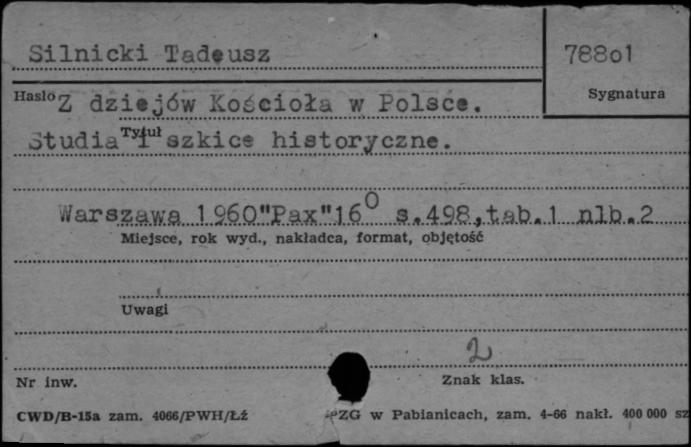 Silnicki Tadeusz 78801
Hasło Sygnatura
Z dziejów Kościoła w Polsce.
Tytuł
Studia i szkice historyczne.
Warszawa 1960"Pax"16⁰ s.498,tab.1 nlb.2
Miejsce, rok wyd., nakładca, format, objętość
Uwagi
2
Nr inw. Znak klas.
CWD/B-15a zam. 4066/PWH/Łź PZG w Pabianicach, zam. 4-66 nakł. 400 000 sz